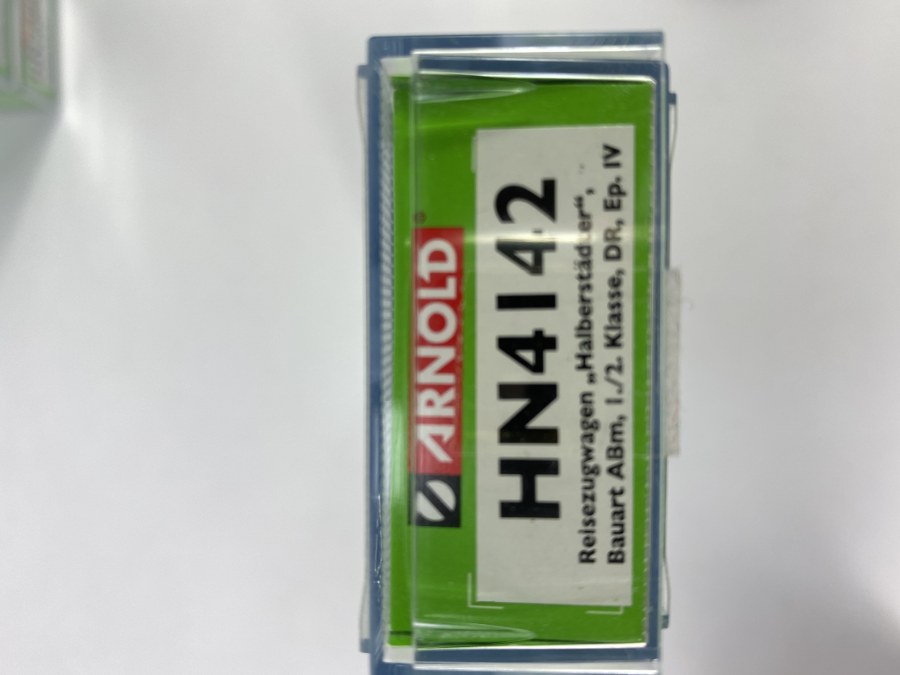 ARNOLD®
HN4142
Reisezugwagen „Halberstädter“,
Bauart ABm, 1./2. Klasse, DR, Ep. IV